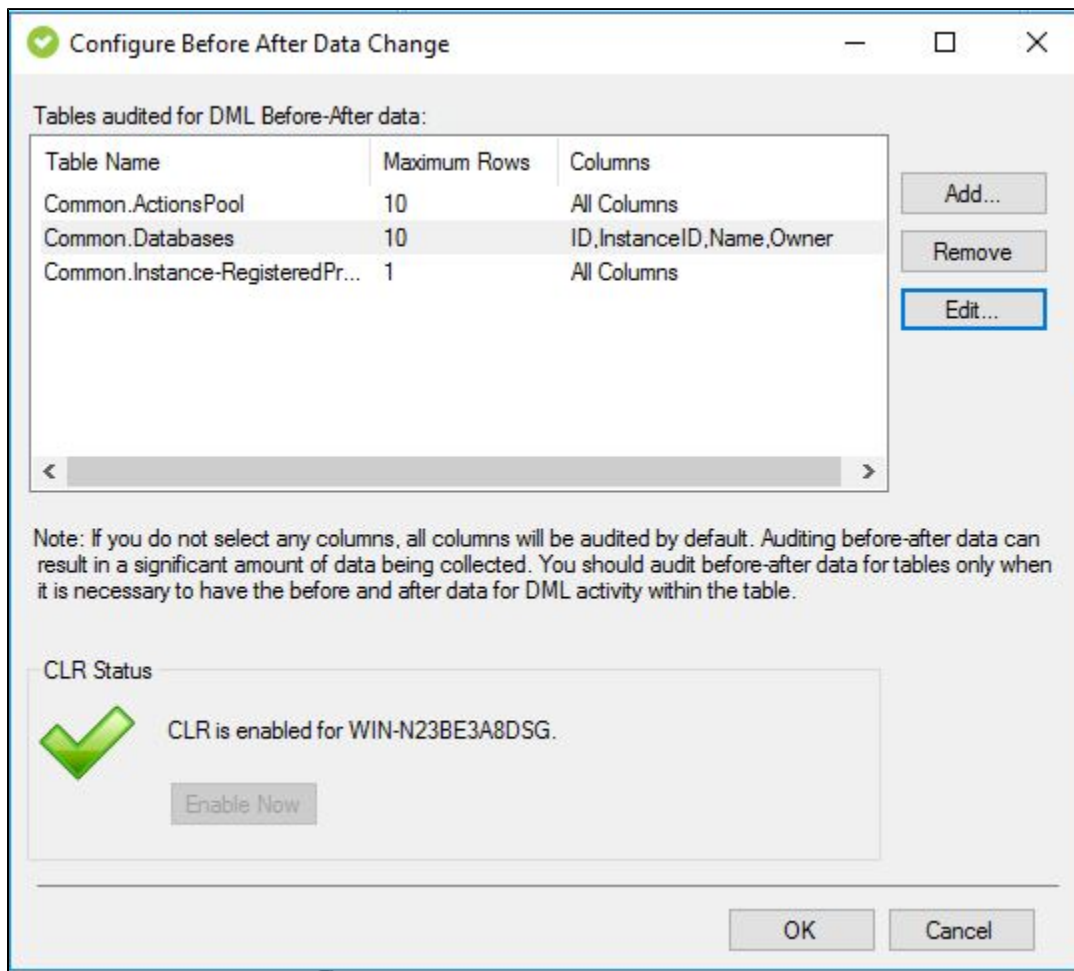 Configure Before After Data Change
Tables audited for DML Before-After data:
Table Name Maximum Rows Columns
Common.ActionsPool 10 All Columns
Common.Databases 10 ID,InstanceID,Name,Owner
Common.Instance-RegisteredPr... 1 All Columns
Add...
Remove
Edit...
Note: If you do not select any columns, all columns will be audited by default. Auditing before-after data can
result in a significant amount of data being collected. You should audit before-after data for tables only when
it is necessary to have the before and after data for DML activity within the table.
CLR Status
CLR is enabled for WIN-N23BE3A8DSG.
Enable Now
OK Cancel